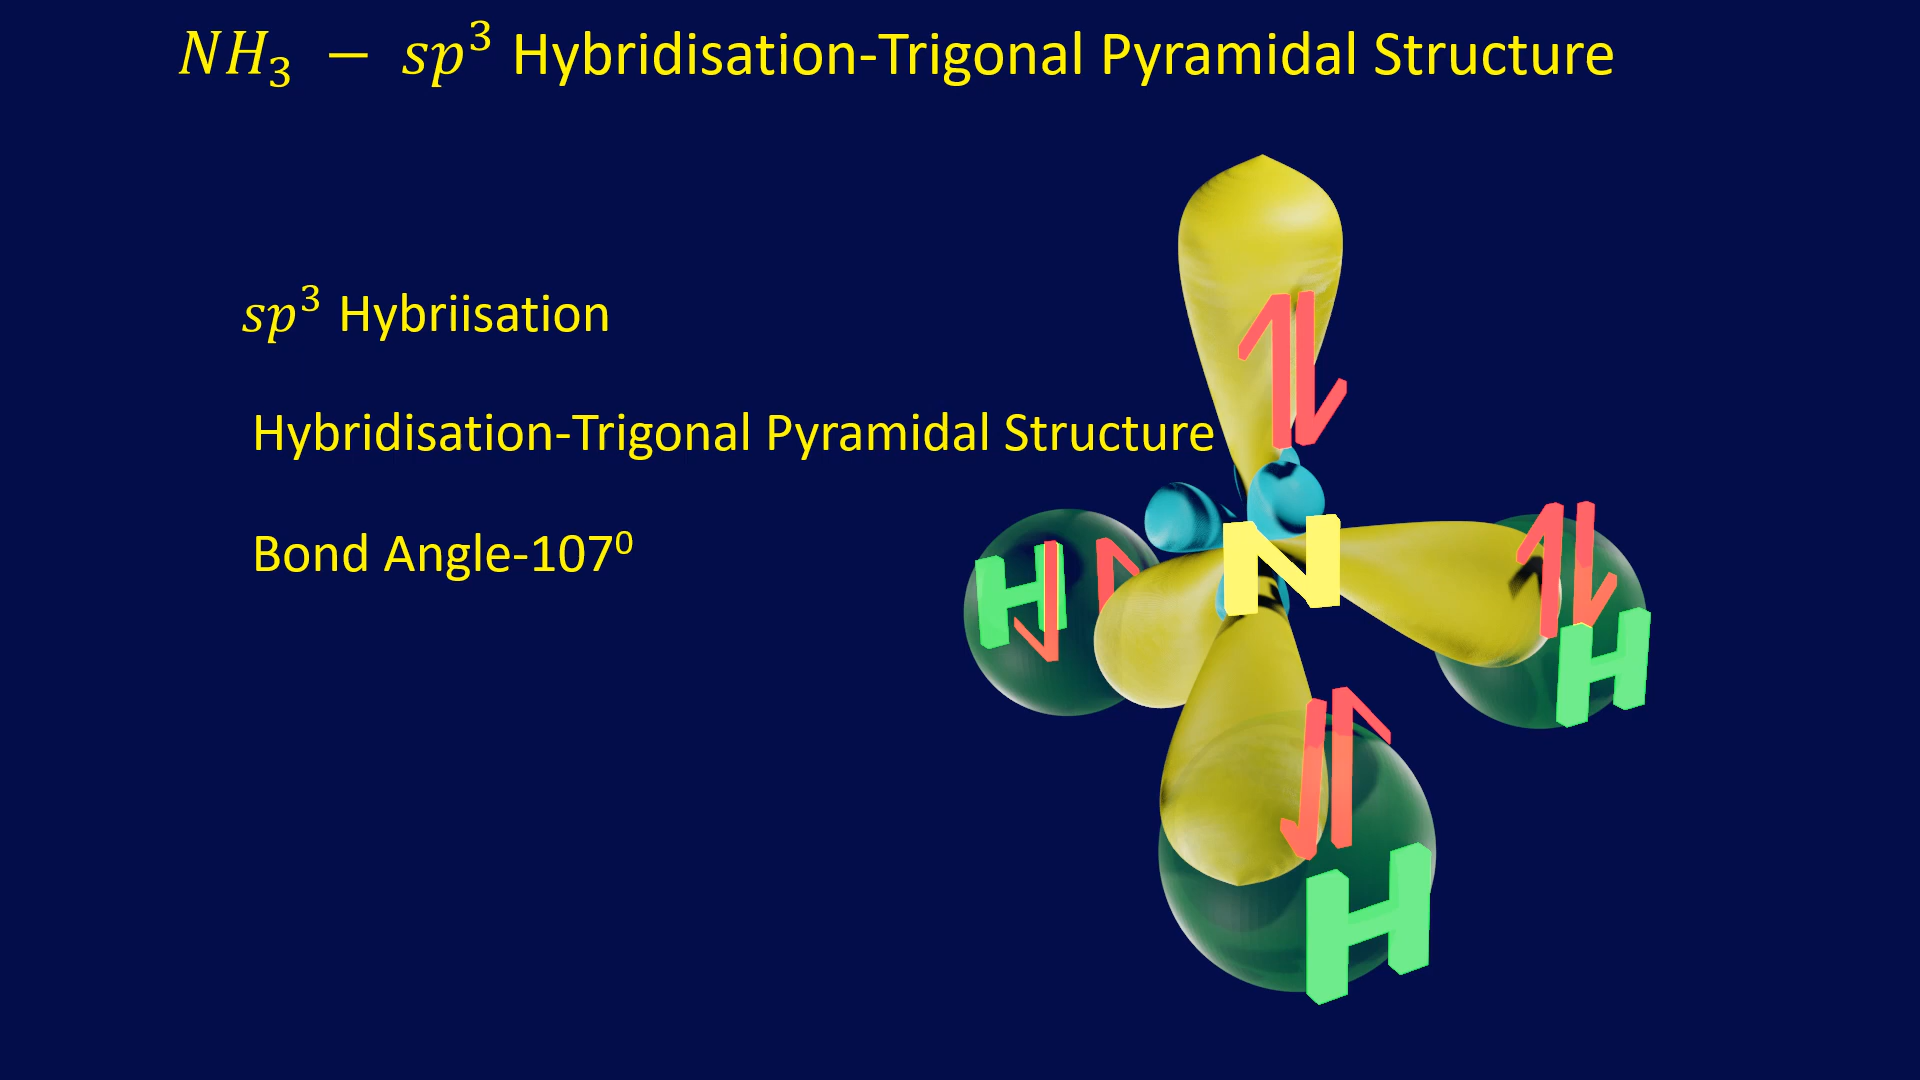 NH₃ − sp³ Hybridisation-Trigonal Pyramidal Structure
sp³ Hybriisation
Hybridisation-Trigonal Pyramidal Structure
Bond Angle-107⁰
N
H
H
H